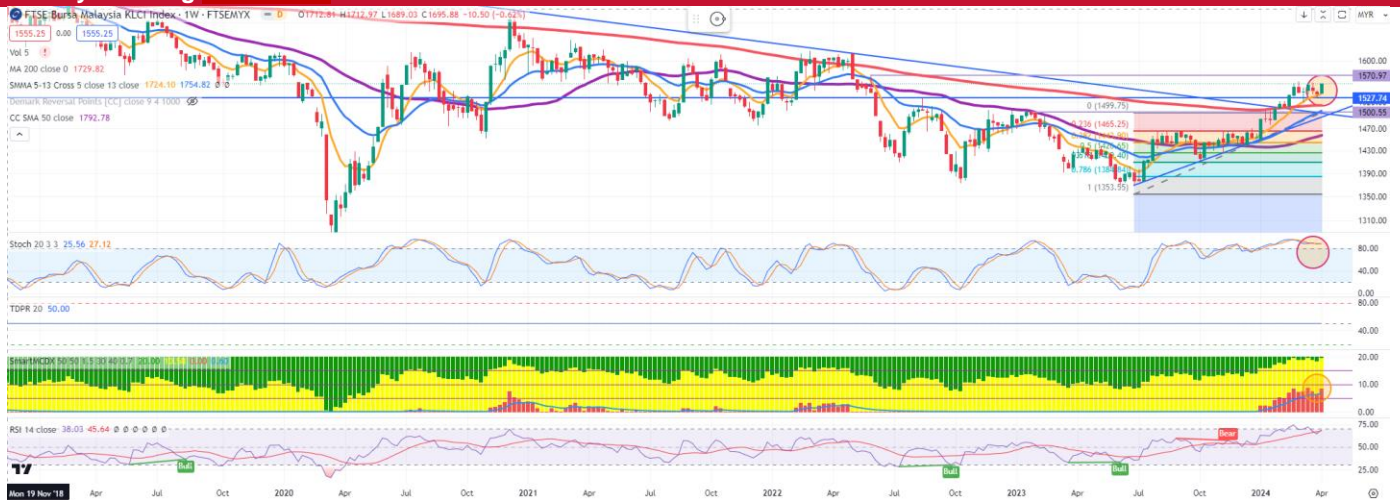 FTSE Bursa Malaysia KLCI Index · 1W · FTSEMYX D O1712.81 H1712.97 L1689.03 C1695.88 -10.50 (-0.62%)
MYR
1555.25 0.00 1555.25
Vol 5
MA 200 close 0 1729.82
SMMA 5-13 Cross 5 close 13 close 1724.10 1754.82 Ø Ø
Demark Reversal Points [CC] close 9 4 1000
CC SMA 50 close 1792.78
1600.00
1570.97
1527.74
1500.55
1470.00
1430.00
1390.00
1350.00
1310.00
0 (1499.75)
0.236 (1465.25)
1 (1353.55)
Stoch 20 3 3 25.56 27.12
80.00
40.00
0.00
TDPR 20 50.00
80.00
40.00
20.00
10.00
0.00
RSI 14 close 38.03 45.64 Ø Ø Ø Ø Ø Ø
75.00
50.00
25.00
Bull
Bull
Bull
Bear
Mon 19 Nov '18 Apr Jul Oct 2020 Apr Jul Oct 2021 Apr Jul Oct 2022 Apr Jul Oct 2023 Apr Jul Oct 2024 Apr